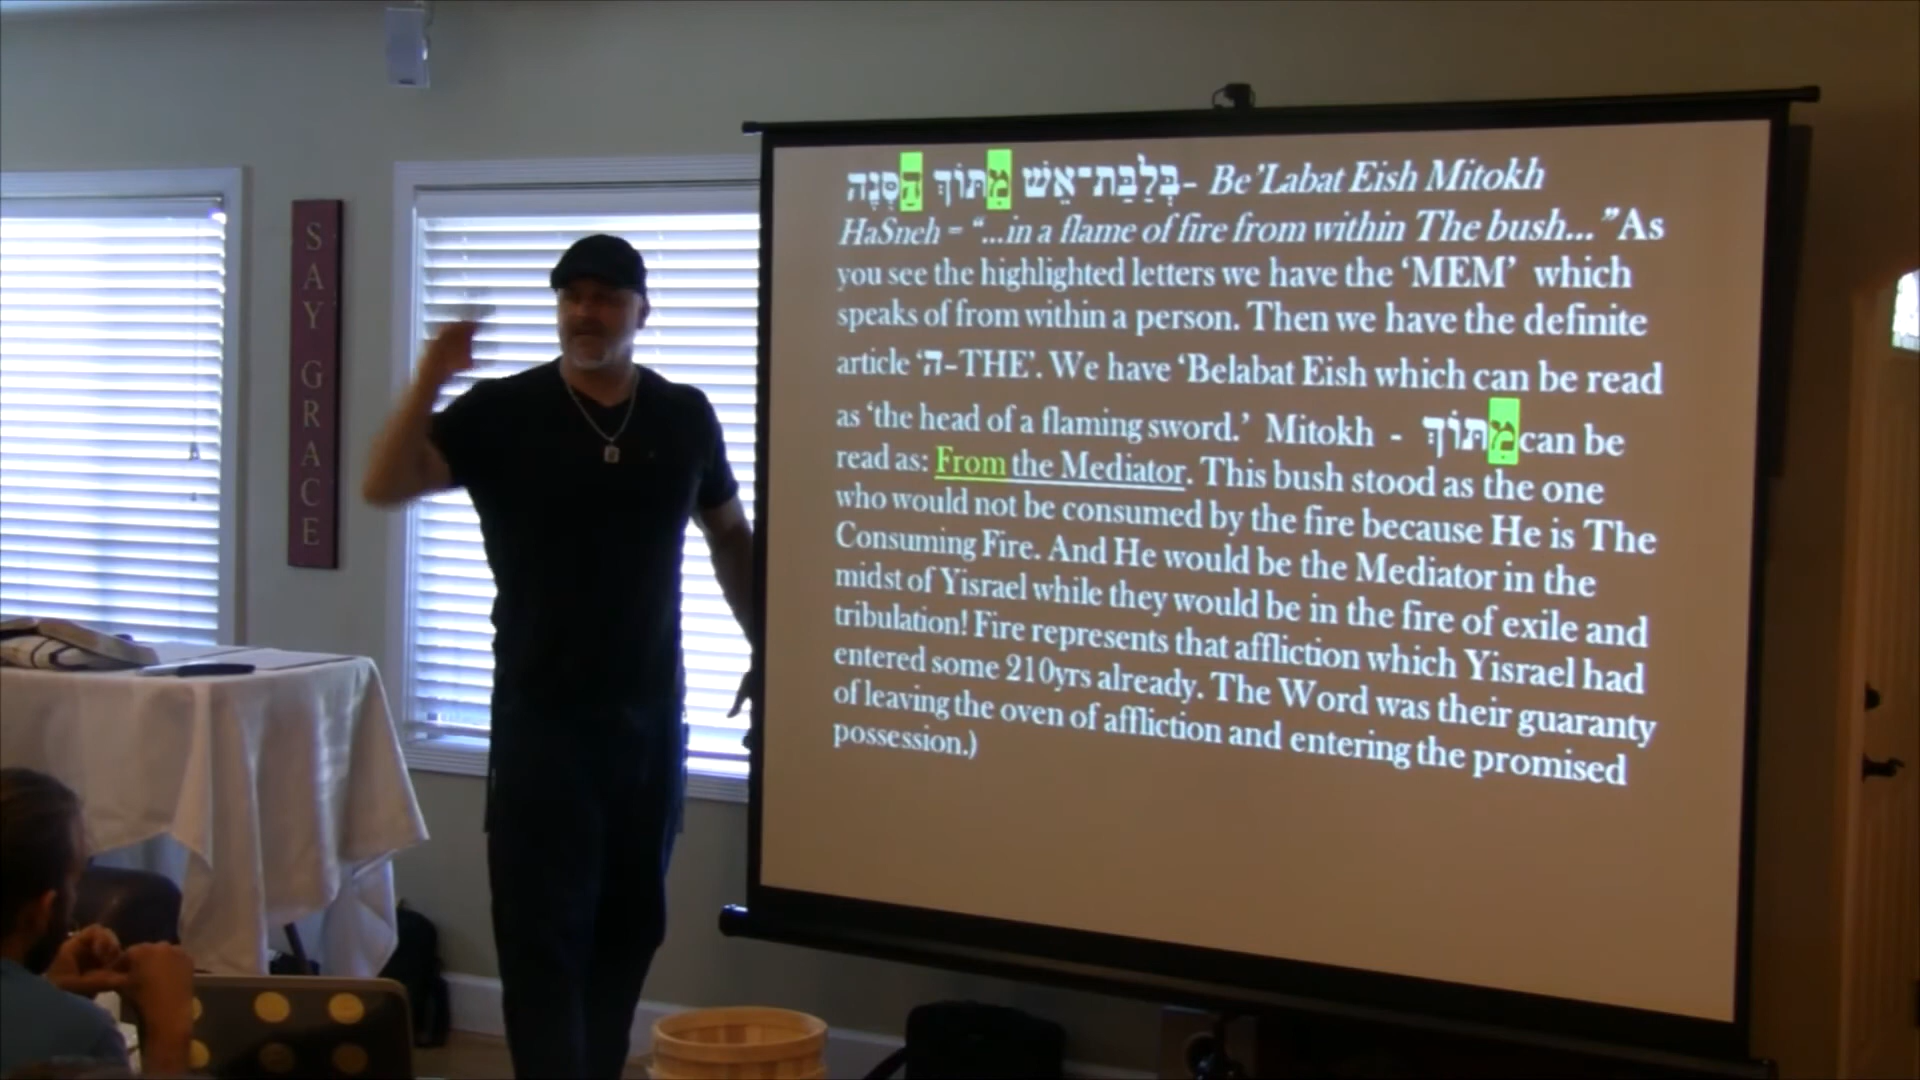 SAY GRACE
בְּלַבַּת־אֵשׁ מִתּוֹךְ הַסְּנֶה- Be'Labat Eish Mitokh
HaSneh = “...in a flame of fire from within The bush...”As
you see the highlighted letters we have the ‘MEM’ which
speaks of from within a person. Then we have the definite
article ‘ה-THE’. We have ‘Belabat Eish which can be read
as ‘the head of a flaming sword.’ Mitokh - מִתּוֹךְ can be
read as: From the Mediator. This bush stood as the one
who would not be consumed by the fire because He is The
Consuming Fire. And He would be the Mediator in the
midst of Yisrael while they would be in the fire of exile and
tribulation! Fire represents that affliction which Yisrael had
entered some 210yrs already. The Word was their guaranty
of leaving the oven of affliction and entering the promised
possession.)